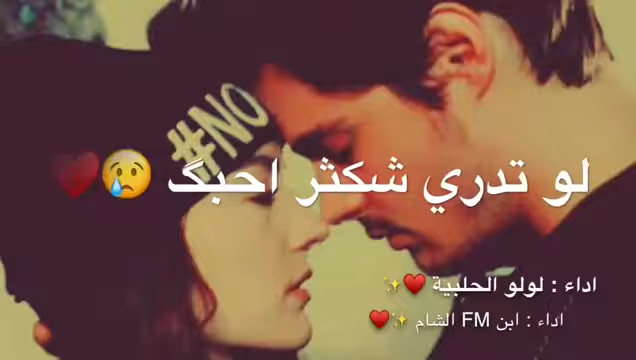 #NO
لو تدري شكثر احبگ 😢♥️
اداء : لولو الحلبية ♥️✨
اداء : ابن FM الشام ✨♥️